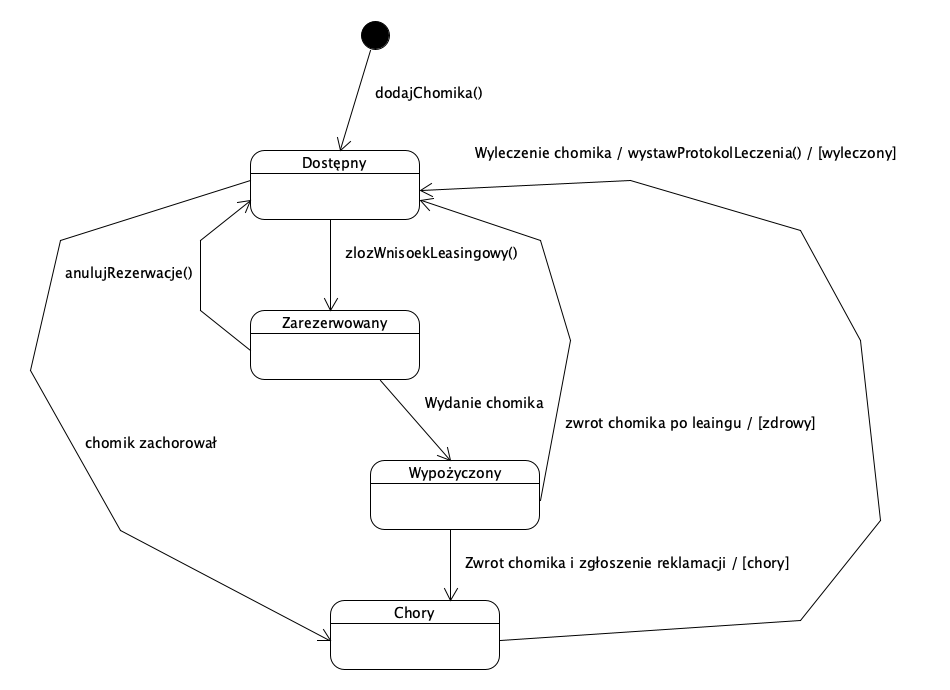 dodajChomika()
Wyleczenie chomika / wystawProtokolLeczenia() / [wyleczony]
Dostępny
zlozWnisoekLeasingowy()
anulujRezerwacje()
Zarezerwowany
Wydanie chomika
zwrot chomika po leaingu / [zdrowy]
chomik zachorował
Wypożyczony
Zwrot chomika i zgłoszenie reklamacji / [chory]
Chory